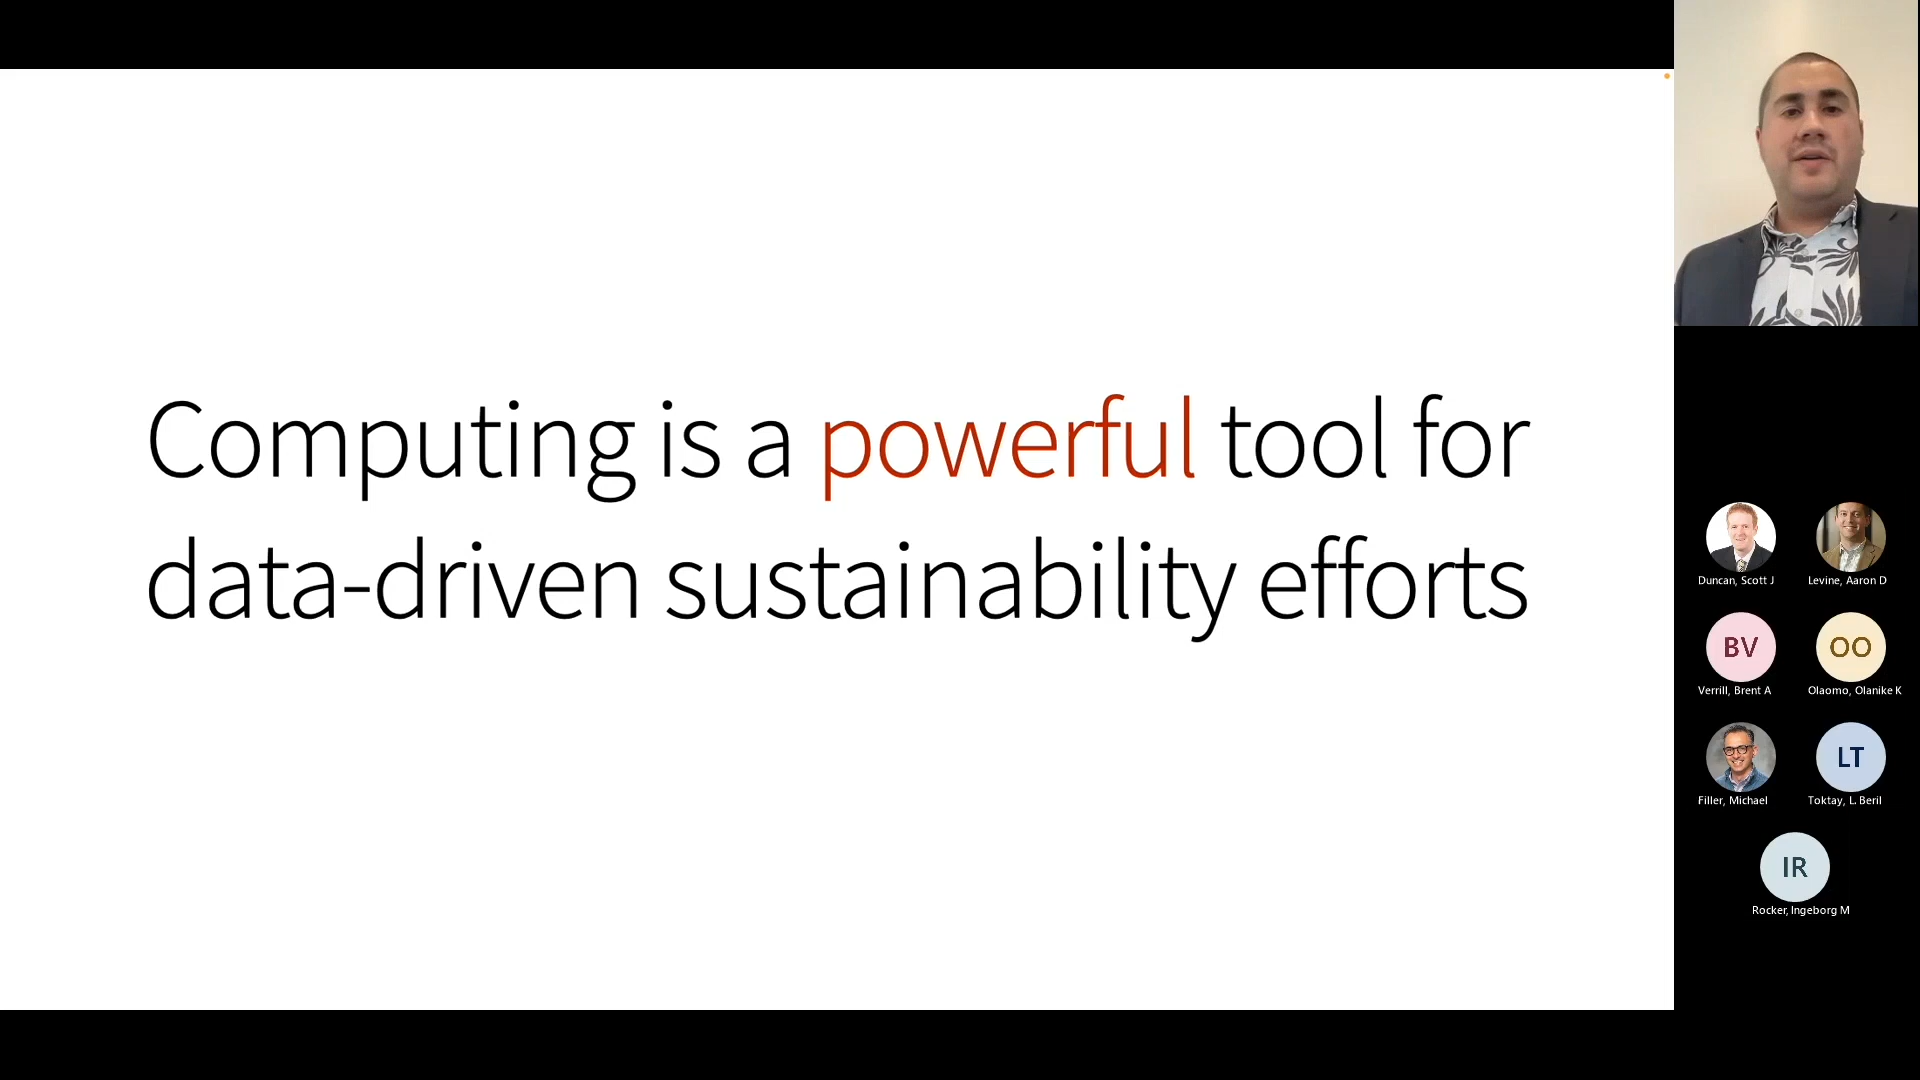 Computing is a powerful tool for
data-driven sustainability efforts
Duncan, Scott J
Levine, Aaron D
BV
Verrill, Brent A
OO
Olaomo, Olanike K
Filler, Michael
LT
Toktay, L. Beril
IR
Rocker, Ingeborg M